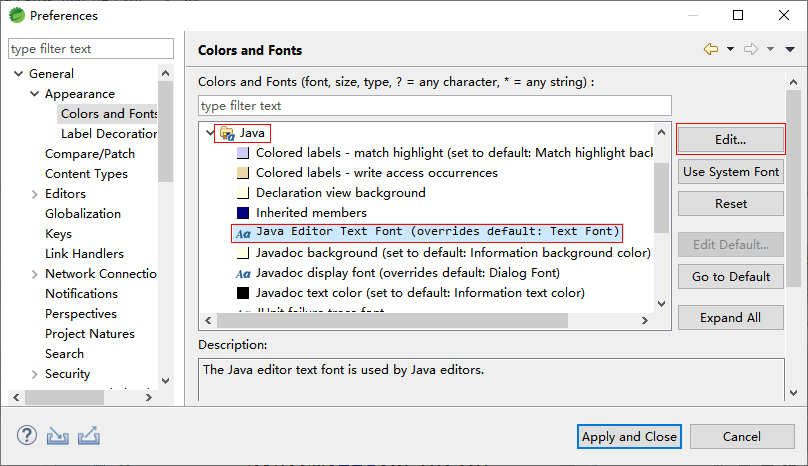 Preferences
type filter text
General
Appearance
Colors and Fonts
Label Decoration
Compare/Patch
Content Types
Editors
Globalization
Keys
Link Handlers
Network Connectio
Notifications
Perspectives
Project Natures
Search
Security
Colors and Fonts
Colors and Fonts (font, size, type, ? = any character, * = any string) :
type filter text
Java
Colored labels - match highlight (set to default: Match highlight back
Colored labels - write access occurrences
Declaration view background
Inherited members
Aa Java Editor Text Font (overrides default: Text Font)
Javadoc background (set to default: Information background color)
Aa Javadoc display font (overrides default: Dialog Font)
Javadoc text color (set to default: Information text color)
JUnit failure trace font
Edit...
Use System Font
Reset
Edit Default...
Go to Default
Expand All
Description:
The Java editor text font is used by Java editors.
?
Apply and Close
Cancel